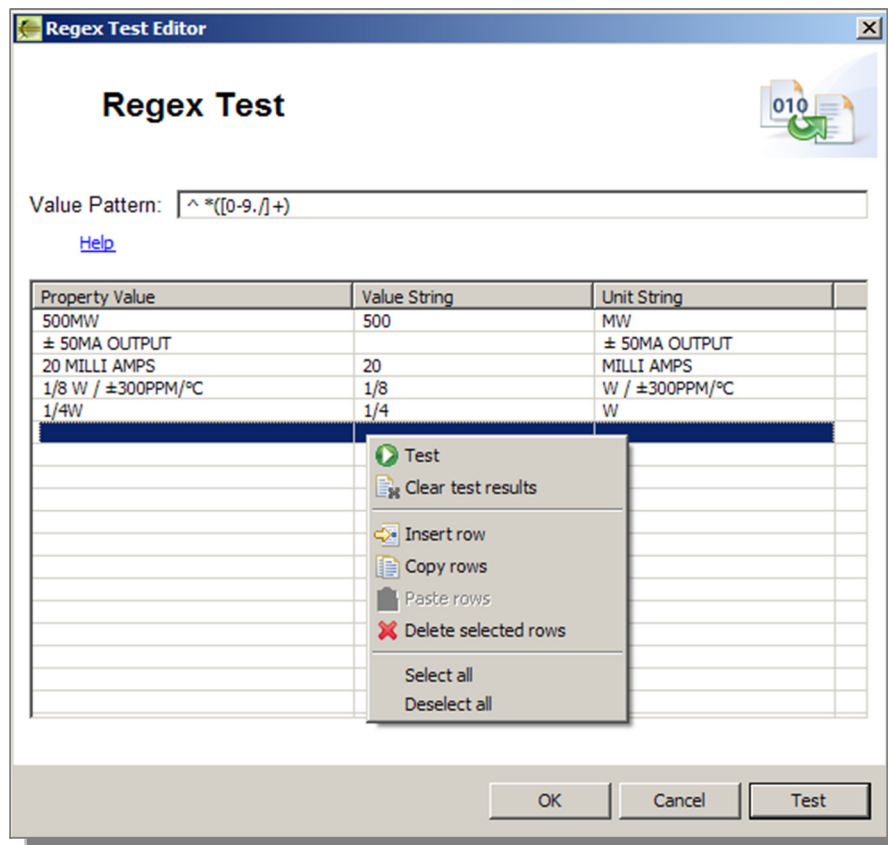 Regex Test Editor
Regex Test
010
Value Pattern: ^ *([0-9./]+)
Help
Property Value Value String Unit String
500MW 500 MW
± 50MA OUTPUT ± 50MA OUTPUT
20 MILLI AMPS 20 MILLI AMPS
1/8 W / ±300PPM/°C 1/8 W / ±300PPM/°C
1/4W 1/4 W
Test
Clear test results
Insert row
Copy rows
Paste rows
Delete selected rows
Select all
Deselect all
OK Cancel Test